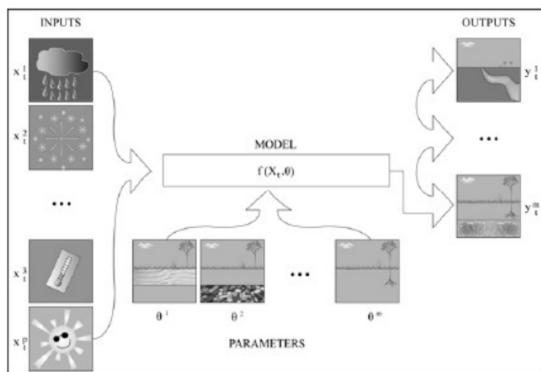 INPUTS
OUTPUTS
x 1 t
x 2 t
...
x 3 t
x p t
MODEL
f(X t, θ)
y 1 t
...
y m t
θ 1
θ 2
...
θ m
PARAMETERS